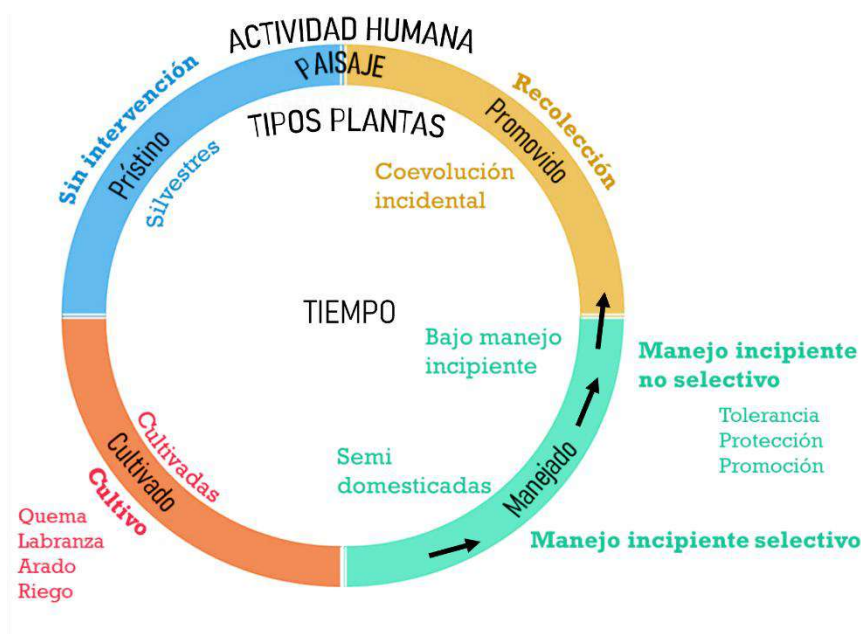 ACTIVIDAD HUMANA
PAISAJE
TIPOS PLANTAS
Sin intervención
Prístino
Silvestres
Recolección
Promovido
Coevolución
incidental
TIEMPO
Bajo manejo
incipiente
Manejo incipiente
no selectivo
Tolerancia
Protección
Promoción
Semi
domesticadas
Manejado
Manejo incipiente selectivo
Cultivadas
Cultivado
Cultivo
Quema
Labranza
Arado
Riego